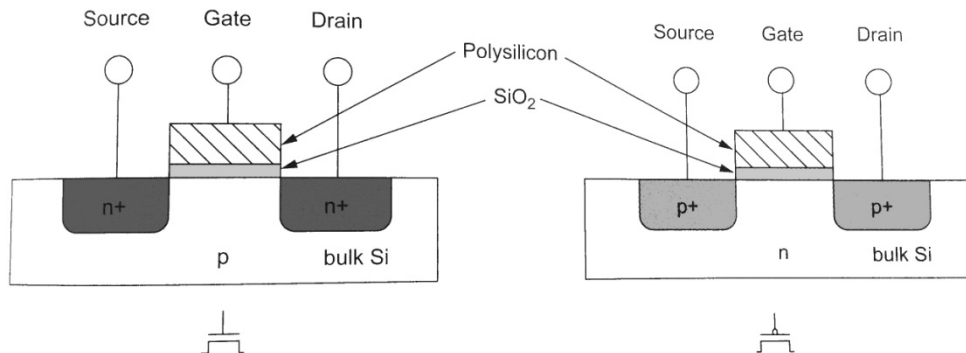 Source Gate Drain
Source Gate Drain
Polysilicon
SiO2
n+ n+
p+ p+
p bulk Si
n bulk Si